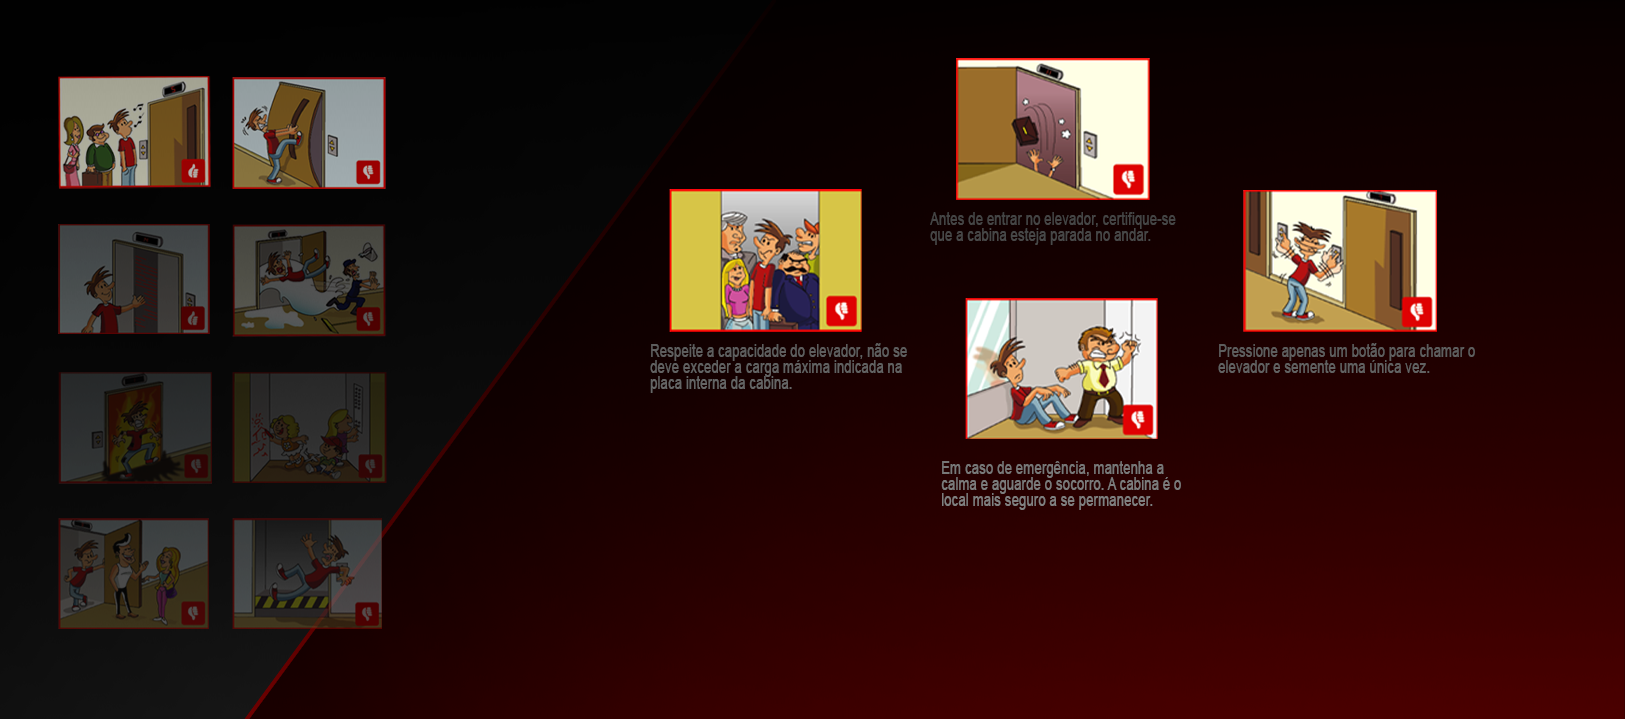 Antes de entrar no elevador, certifique-se
que a cabina esteja parada no andar.
Respeite a capacidade do elevador, não se
deve exceder a carga máxima indicada na
placa interna da cabina.
Pressione apenas um botão para chamar o
elevador e semente uma única vez.
Em caso de emergência, mantenha a
calma e aguarde o socorro. A cabina é o
local mais seguro a se permanecer.